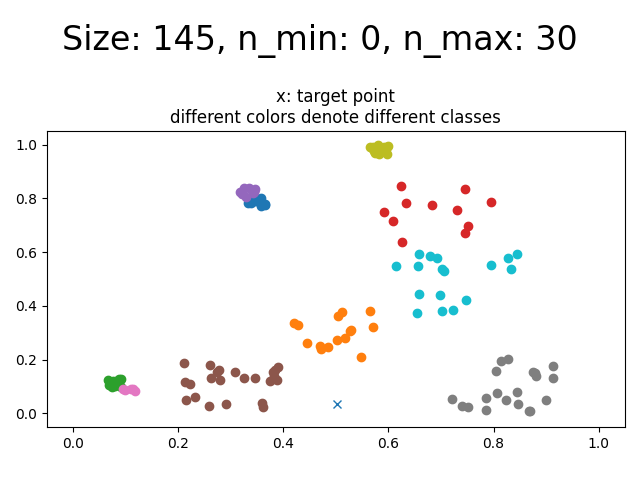 Size: 145, n_min: 0, n_max: 30
x: target point
different colors denote different classes
1.0
0.8
0.6
0.4
0.2
0.0
0.0 0.2 0.4 0.6 0.8 1.0